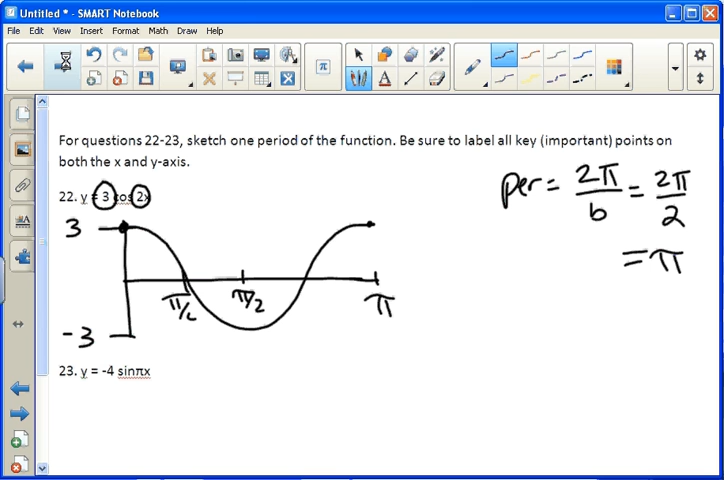 Untitled * - SMART Notebook
File Edit View Insert Format Math Draw Help
For questions 22-23, sketch one period of the function. Be sure to label all key (important) points on
both the x and y-axis.
per = 2π/b = 2π/2
= π
22. y = 3 cos 2x
3
π/2
π
-3
23. y = -4 sinπx